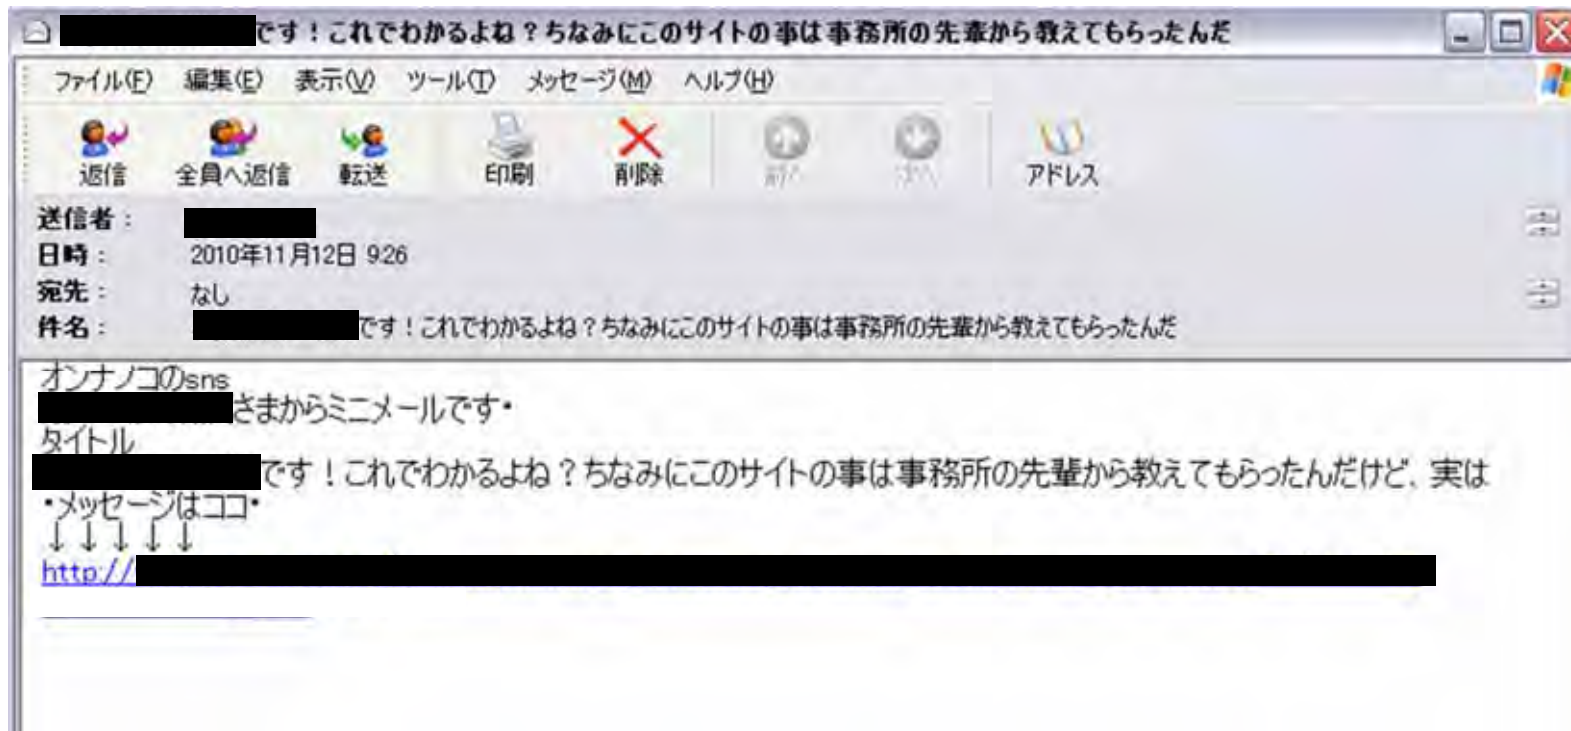 です！これでわかるよね？ちなみにこのサイトの事は事務所の先輩から教えてもらったんだ
ファイル(F) 編集(E) 表示(V) ツール(T) メッセージ(M) ヘルプ(H)
返信 全員へ返信 転送 印刷 削除 前へ 次へ アドレス
送信者：
日時： 2010年11月12日 9:26
宛先： なし
件名： です！これでわかるよね？ちなみにこのサイトの事は事務所の先輩から教えてもらったんだ
オンナノコのsns
さまからミニメールです・
タイトル
です！これでわかるよね？ちなみにこのサイトの事は事務所の先輩から教えてもらったんだけど、実は
・メッセージはココ・
↓↓↓↓↓
http://